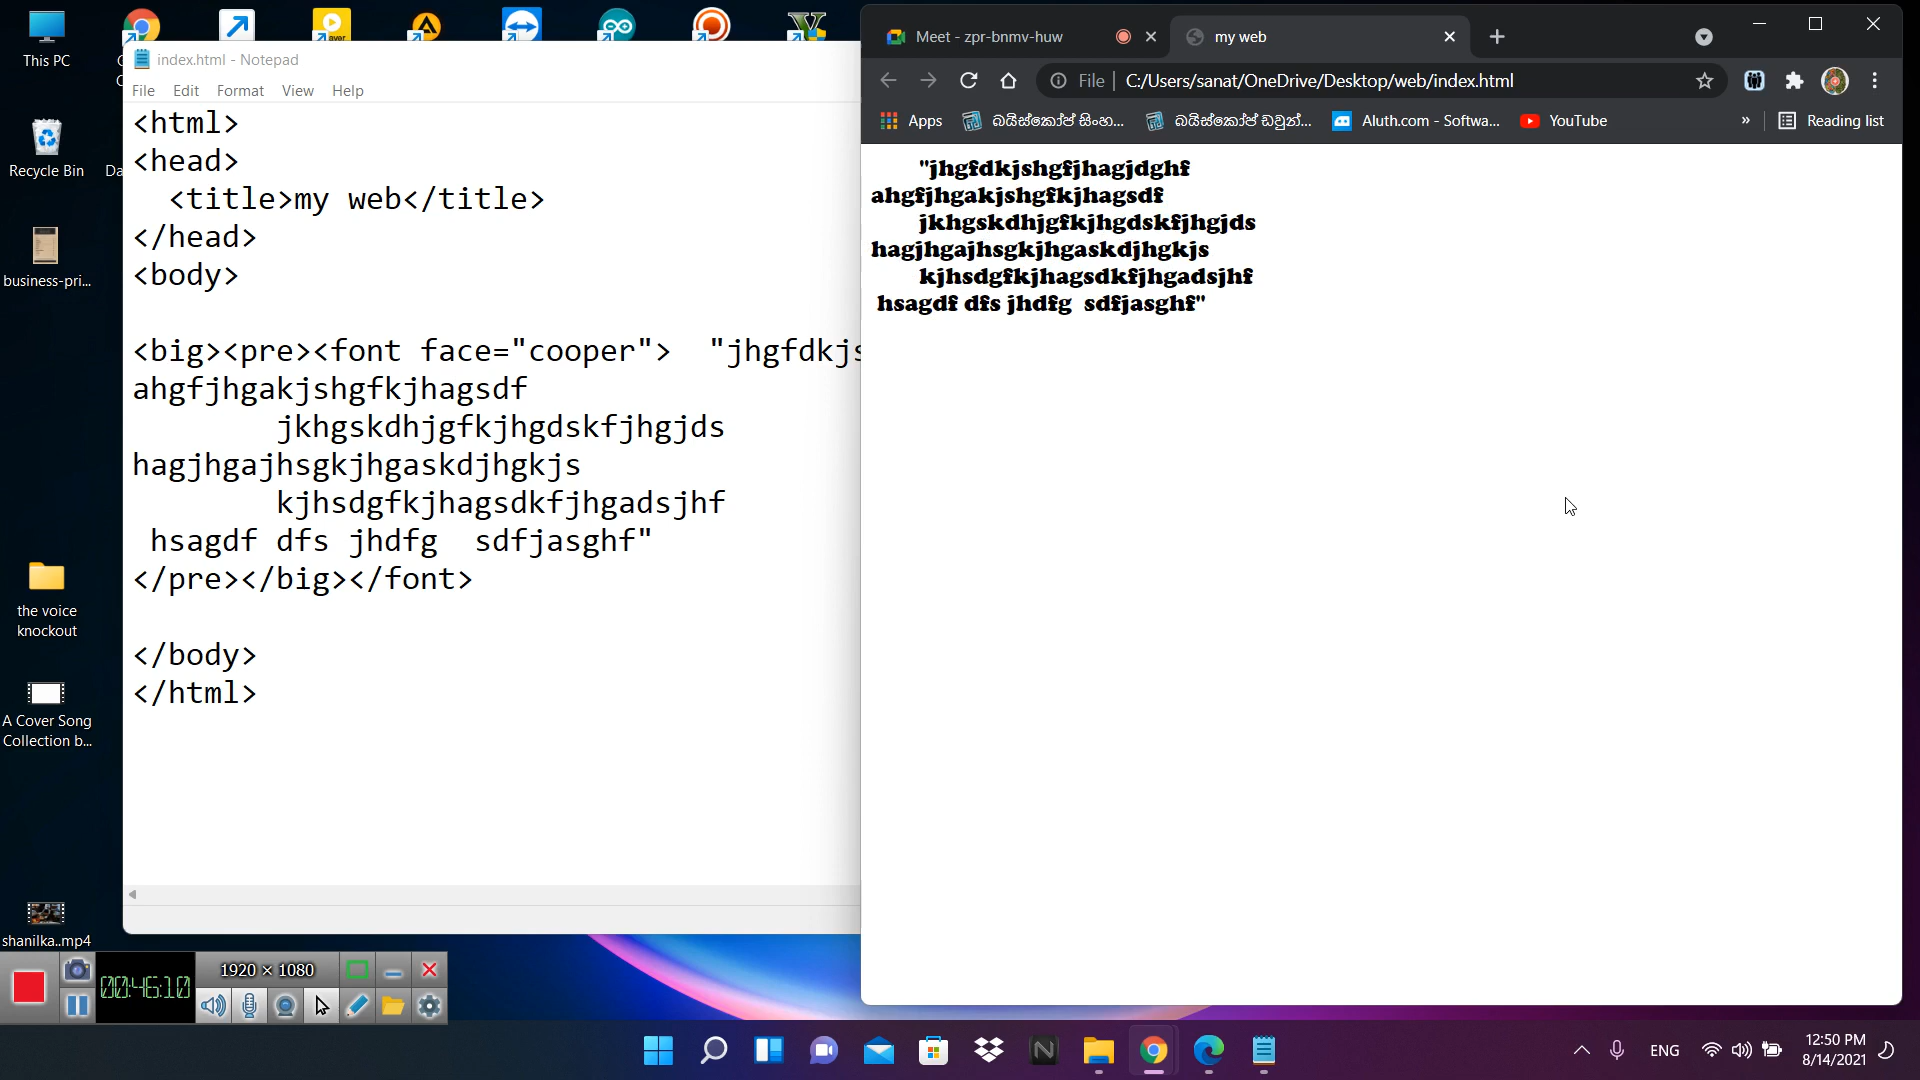 This PC
Recycle Bin
business-pri...
the voice
knockout
A Cover Song
Collection b...
shanilka..mp4
index.html - Notepad
File Edit Format View Help
<html>
<head>
  <title>my web</title>
</head>
<body>
<big><pre><font face="cooper">  "jhgfdkjs
ahgfjhgakjshgfkjhagsdf
        jkhgskdhjgfkjhgdskfjhgjds
hagjhgajhsgkjhgaskdjhgkjs
        kjhsdgfkjhagsdkfjhgadsjhf
 hsagdf dfs jhdfg  sdfjasghf"
</pre></big></font>
</body>
</html>
00:46:10
1920 × 1080
Meet - zpr-bnmv-huw
my web
File C:/Users/sanat/OneDrive/Desktop/web/index.html
Apps බයිස්කෝප් සිංහ... බයිස්කෝප් ඩවුන්... Aluth.com - Softwa... YouTube » Reading list
        "jhgfdkjshgfjhagjdghf
ahgfjhgakjshgfkjhagsdf
        jkhgskdhjgfkjhgdskfjhgjds
hagjhgajhsgkjhgaskdjhgkjs
        kjhsdgfkjhagsdkfjhgadsjhf
 hsagdf dfs jhdfg  sdfjasghf"
ENG
12:50 PM
8/14/2021